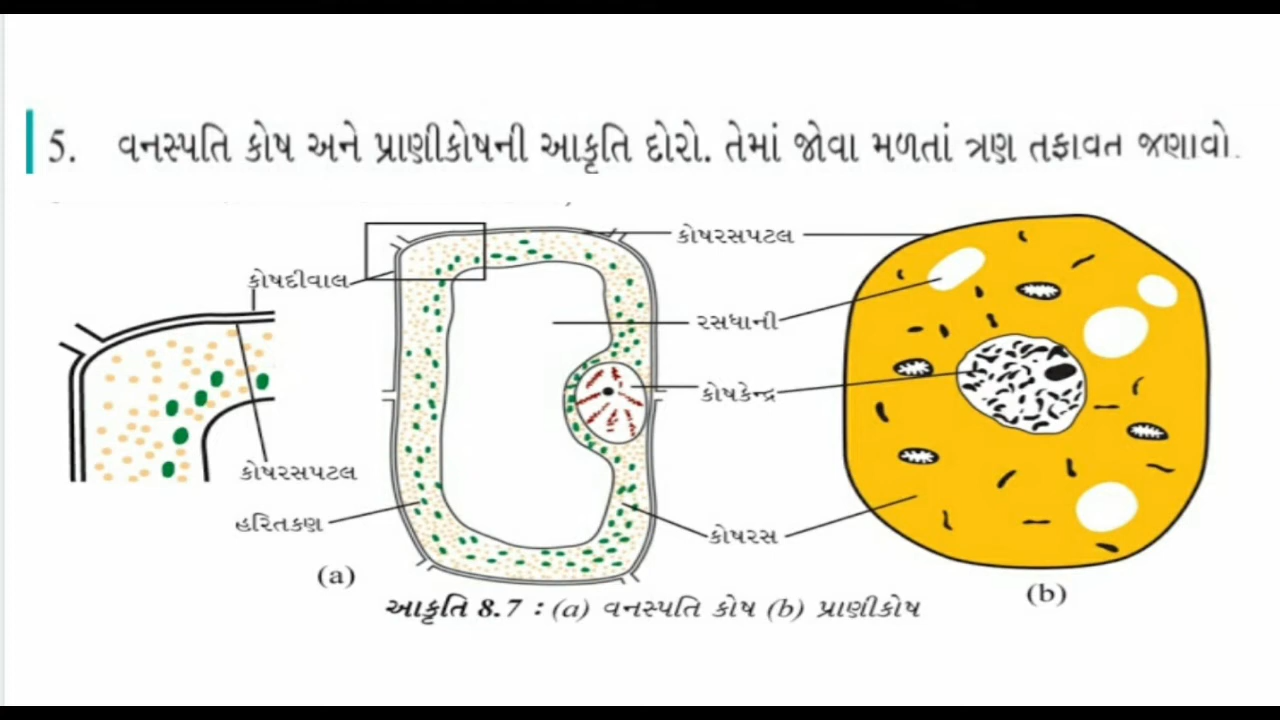 5. વનસ્પતિ કોષ અને પ્રાણીકોષની આકૃતિ દોરો. તેમાં જોવા મળતાં ત્રણ તફાવત જણાવો.
કોષરસપટલ
કોષદીવાલ
રસધાની
કોષકેન્દ્ર
કોષરસપટલ
હરિતકણ
કોષરસ
(a)
(b)
આકૃતિ 8.7 : (a) વનસ્પતિ કોષ (b) પ્રાણીકોષ